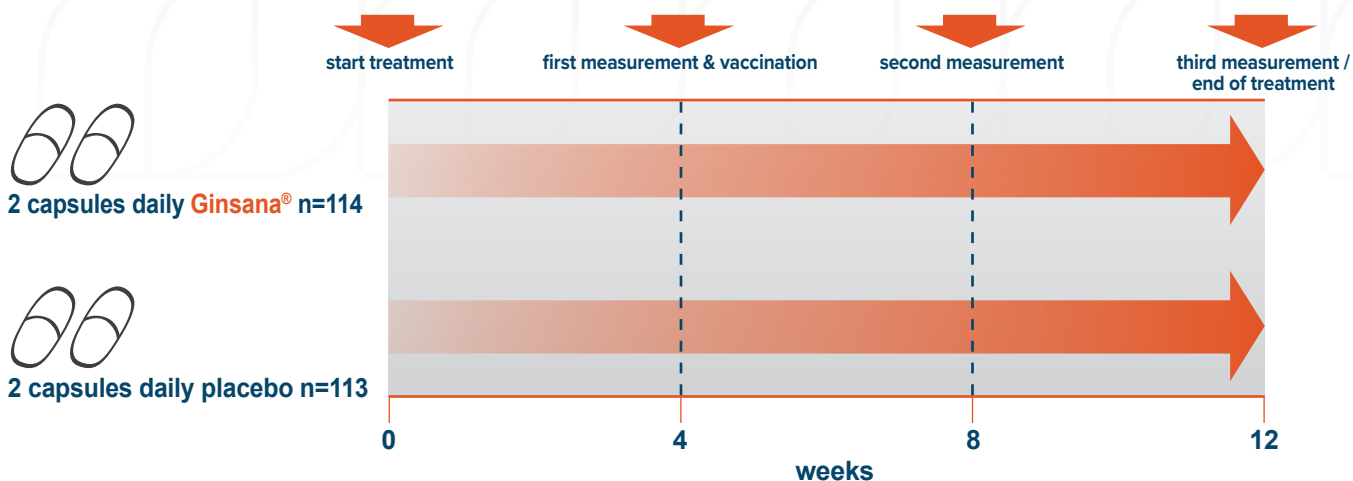 start treatment
first measurement & vaccination
second measurement
third measurement /
end of treatment
2 capsules daily Ginsana® n=114
2 capsules daily placebo n=113
0
4
8
12
weeks